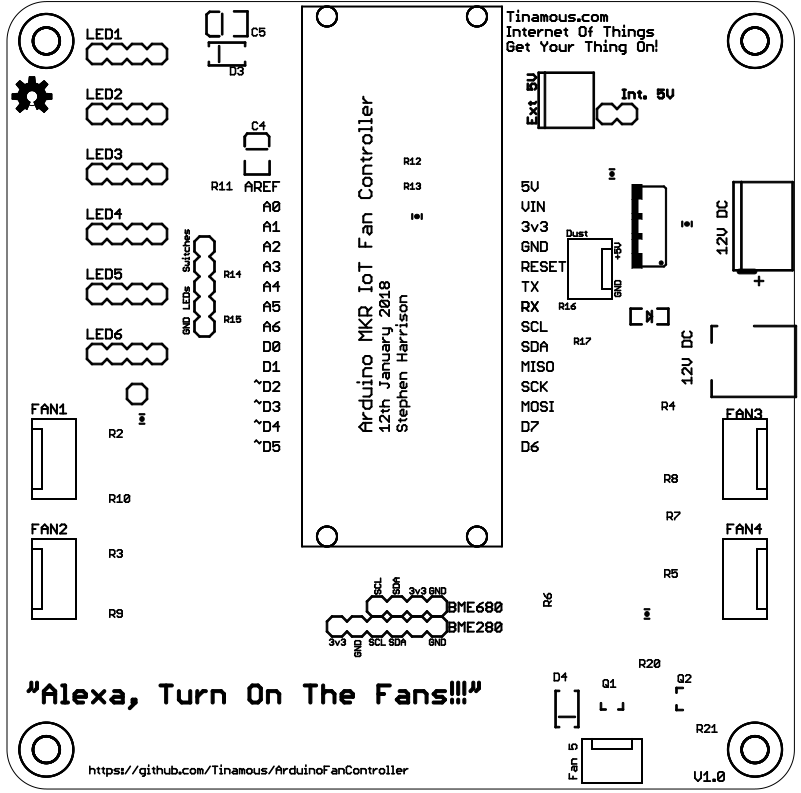 Tinamous.com
Internet Of Things
Get Your Thing On!
LED1
C5
D3
LED2
LED3
LED4
LED5
LED6
C4
R11
AREF
A0
A1
A2
A3
A4
A5
A6
D0
D1
~D2
~D3
~D4
~D5
Switches
GND LEDs
R14
R15
Arduino MKR IoT Fan Controller
12th January 2018
Stephen Harrison
R12
R13
Ext 5V
Int. 5V
5V
VIN
3v3
GND
RESET
TX
RX
SCL
SDA
MISO
SCK
MOSI
D7
D6
Dust
+5V
GND
R16
R17
12V DC
+
12V DC
R4
FAN1
R2
R10
FAN2
R3
R9
FAN3
R8
R7
FAN4
R5
R6
SCL
SDA
3v3
GND
BME680
BME280
3v3
GND
SCL
SDA
GND
R20
D4
Q1
Q2
R21
"Alexa, Turn On The Fans!!!"
Fan 5
https://github.com/Tinamous/ArduinoFanController
V1.0